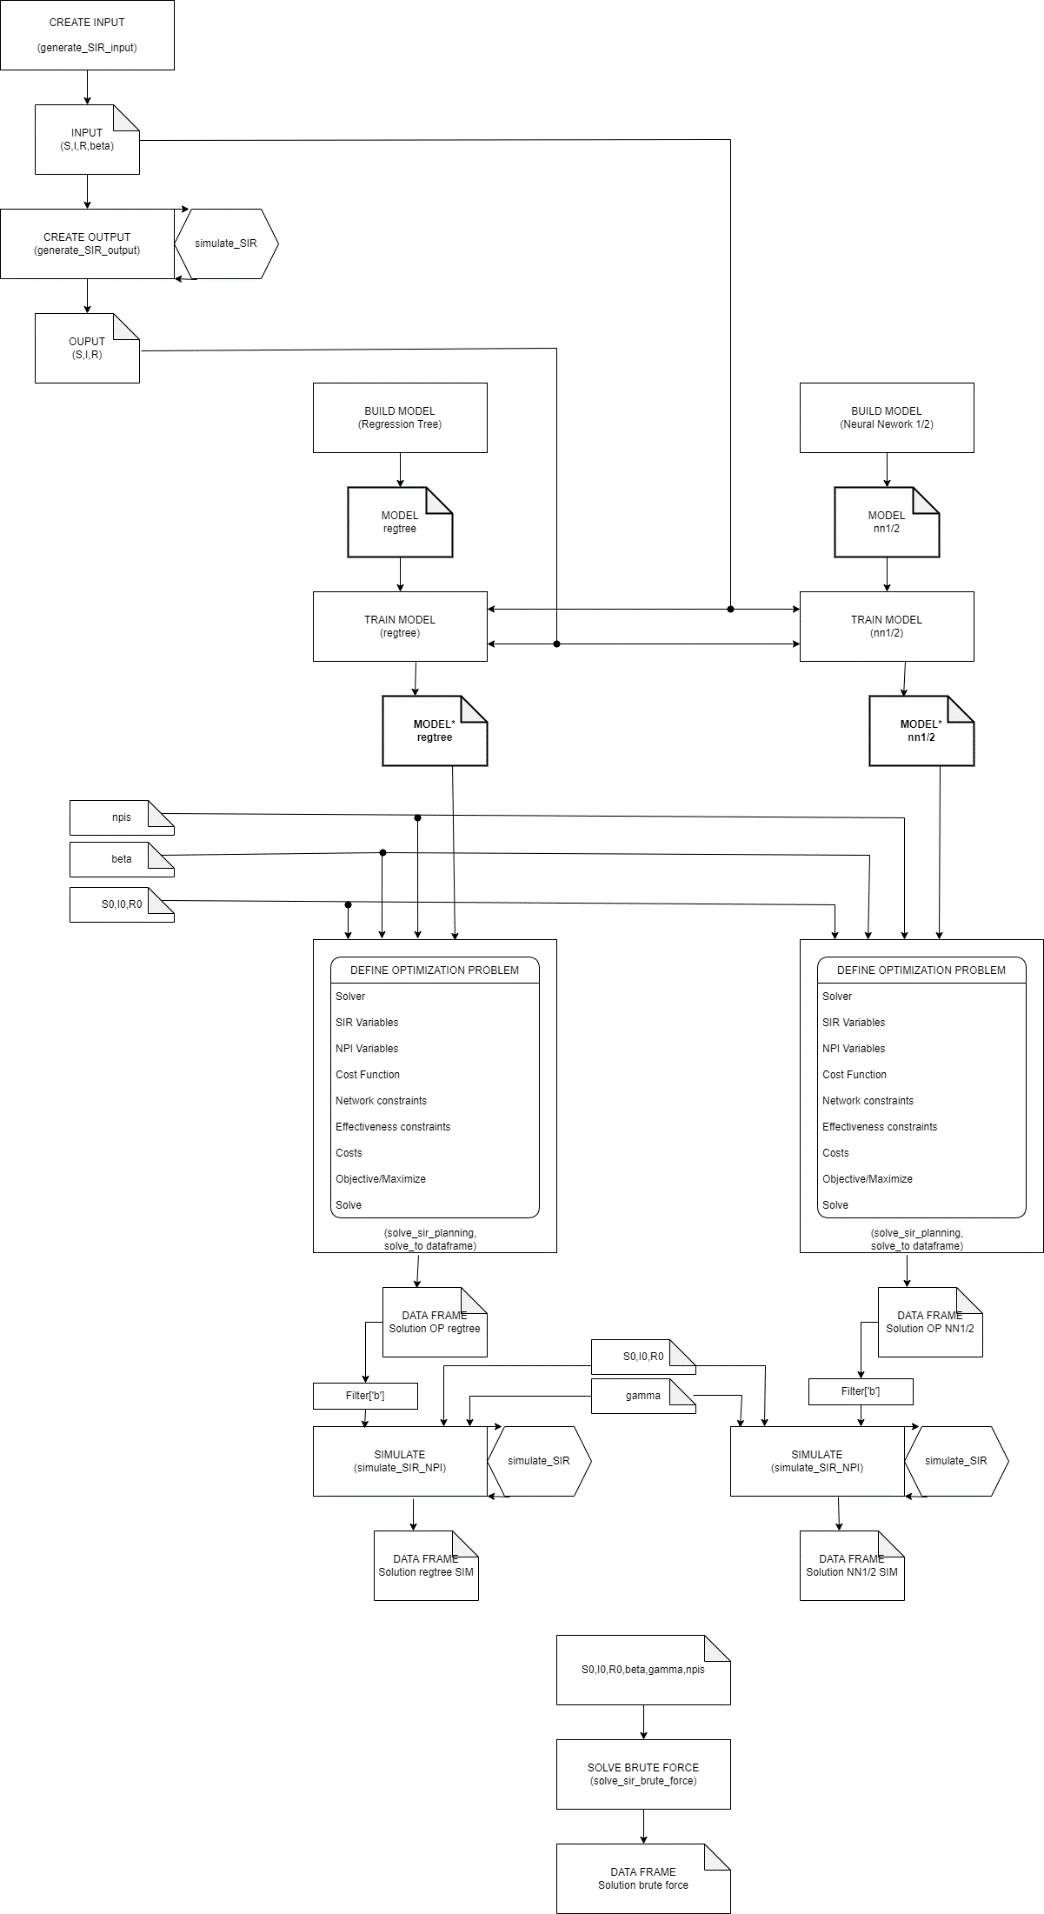 CREATE INPUT
(generate_SIR_input)
INPUT
(S,I,R,beta)
CREATE OUTPUT
(generate_SIR_output)
simulate_SIR
OUPUT
(S,I,R)
BUILD MODEL
(Regression Tree)
BUILD MODEL
(Neural Nework 1/2)
MODEL
regtree
MODEL
nn1/2
TRAIN MODEL
(regtree)
TRAIN MODEL
(nn1/2)
MODEL*
regtree
MODEL*
nn1/2
npis
beta
S0,I0,R0
DEFINE OPTIMIZATION PROBLEM
Solver
SIR Variables
NPI Variables
Cost Function
Network constraints
Effectiveness constraints
Costs
Objective/Maximize
Solve
(solve_sir_planning,
solve_to dataframe)
DEFINE OPTIMIZATION PROBLEM
Solver
SIR Variables
NPI Variables
Cost Function
Network constraints
Effectiveness constraints
Costs
Objective/Maximize
Solve
(solve_sir_planning,
solve_to dataframe)
DATA FRAME
Solution OP regtree
DATA FRAME
Solution OP NN1/2
S0,I0,R0
gamma
Filter['b']
Filter['b']
SIMULATE
(simulate_SIR_NPI)
simulate_SIR
SIMULATE
(simulate_SIR_NPI)
simulate_SIR
DATA FRAME
Solution regtree SIM
DATA FRAME
Solution NN1/2 SIM
S0,I0,R0,beta,gamma,npis
SOLVE BRUTE FORCE
(solve_sir_brute_force)
DATA FRAME
Solution brute force